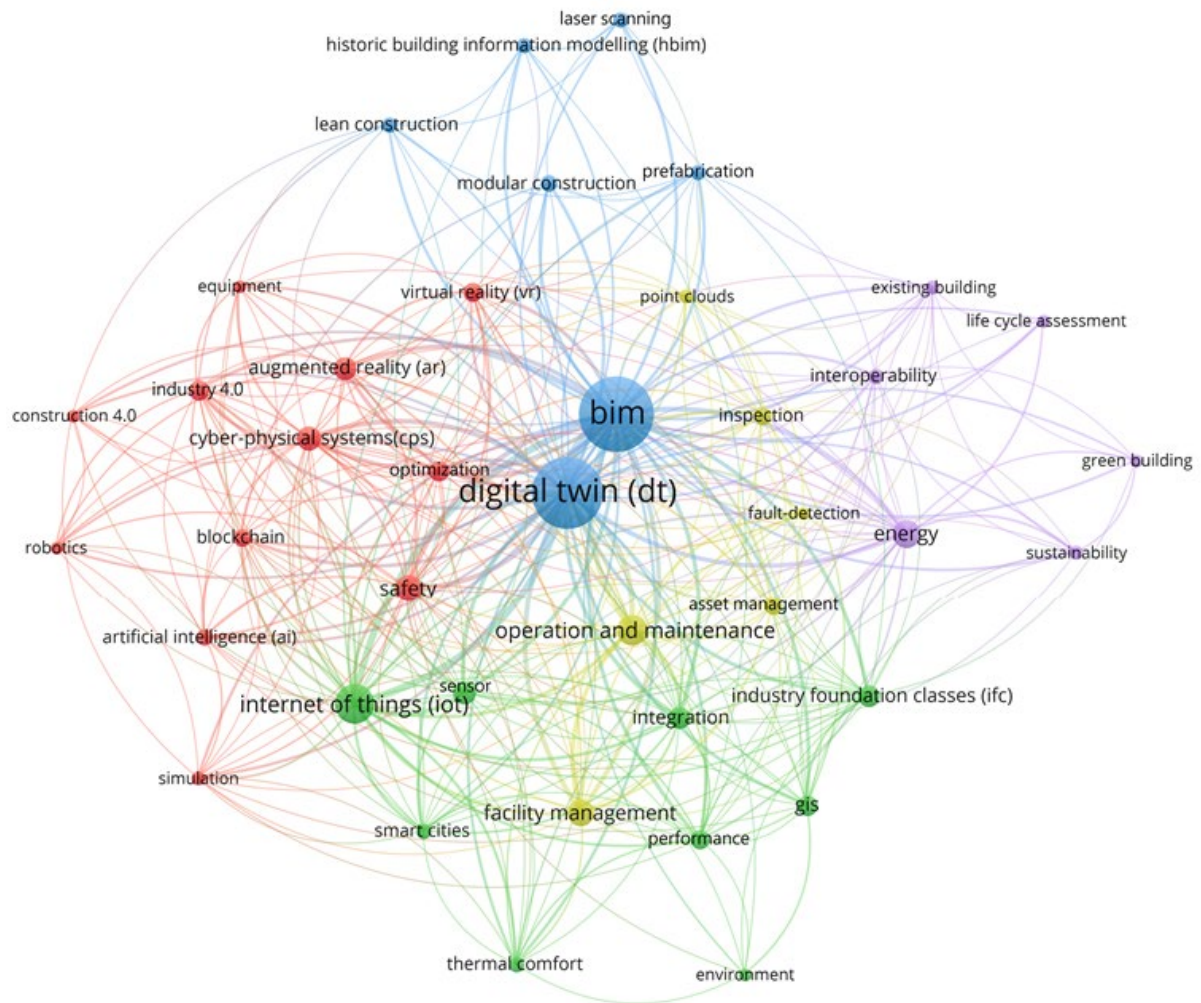 laser scanning
historic building information modelling (hbim)
lean construction
modular construction
prefabrication
equipment
virtual reality (vr)
point clouds
existing building
life cycle assessment
augmented reality (ar)
industry 4.0
interoperability
construction 4.0
bim
inspection
cyber-physical systems(cps)
optimization
green building
digital twin (dt)
fault-detection
blockchain
energy
robotics
sustainability
safety
asset management
artificial intelligence (ai)
operation and maintenance
sensor
internet of things (iot)
industry foundation classes (ifc)
integration
simulation
gis
facility management
smart cities
performance
thermal comfort
environment